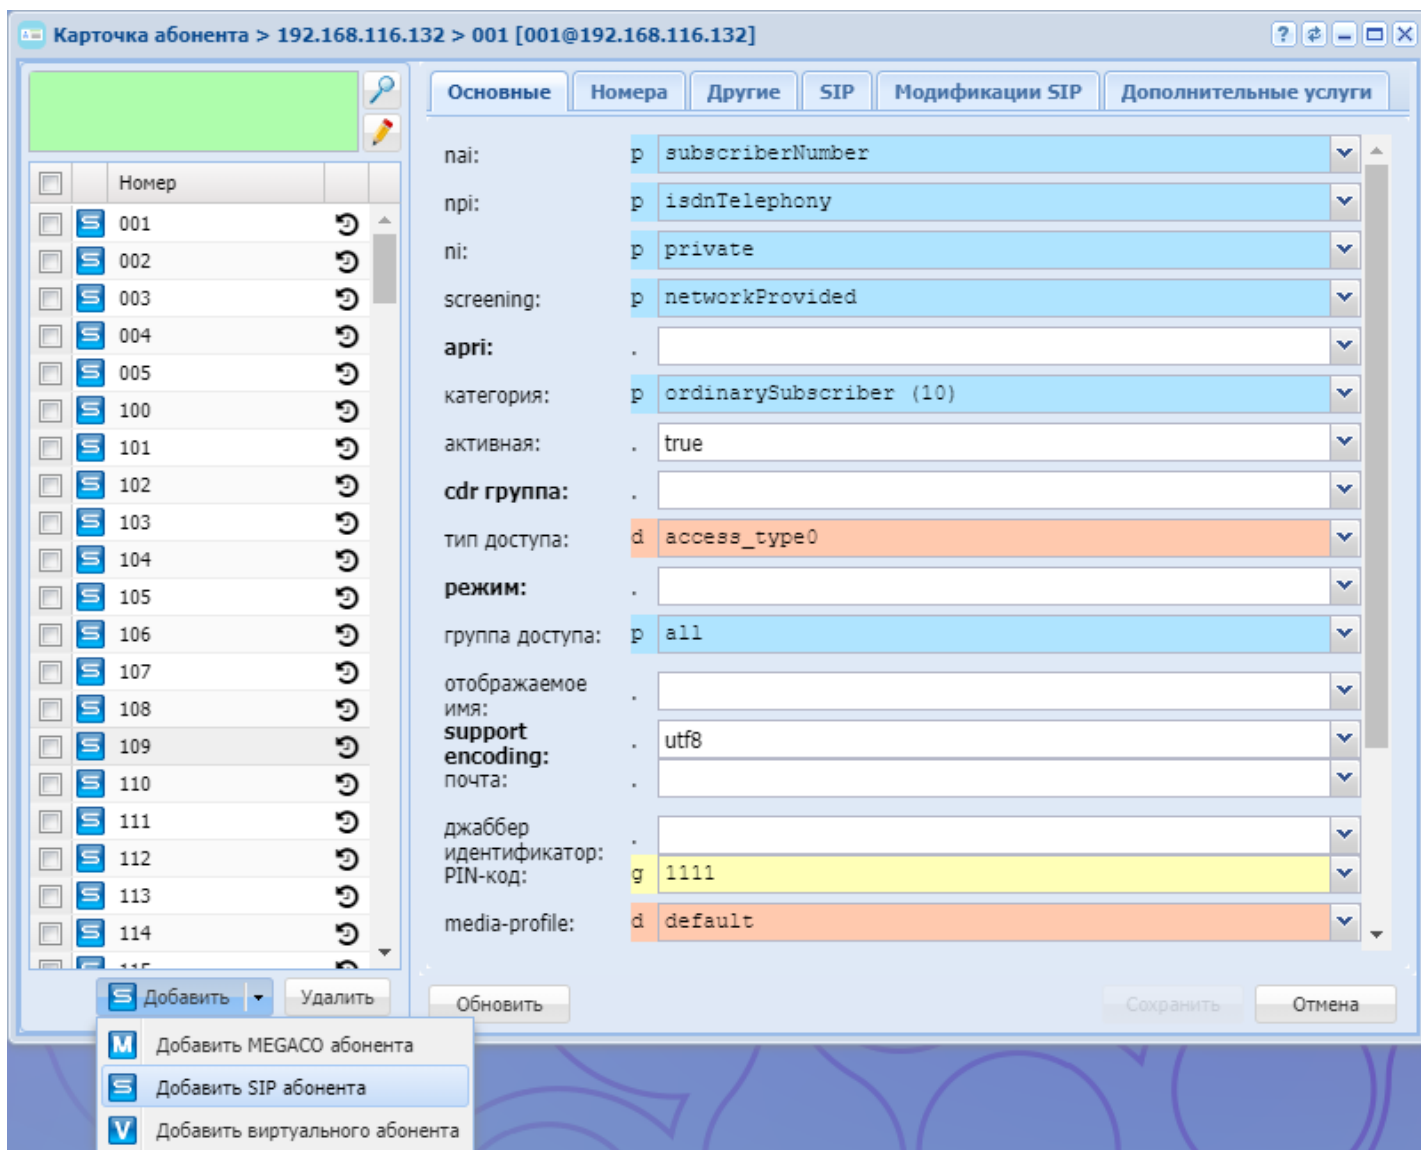 Карточка абонента > 192.168.116.132 > 001 [001@192.168.116.132]
Номер
001
002
003
004
005
100
101
102
103
104
105
106
107
108
109
110
111
112
113
114
115
Добавить
Удалить
Добавить MEGACO абонента
Добавить SIP абонента
Добавить виртуального абонента
Основные Номера Другие SIP Модификации SIP Дополнительные услуги
nai: p subscriberNumber
npi: p isdnTelephony
ni: p private
screening: p networkProvided
apri: .
категория: p ordinarySubscriber (10)
активная: . true
cdr группа: .
тип доступа: d access_type0
режим: .
группа доступа: p all
отображаемое
имя: .
support
encoding: . utf8
почта: .
джаббер
идентификатор: .
PIN-код: g 1111
media-profile: d default
Обновить Сохранить Отмена